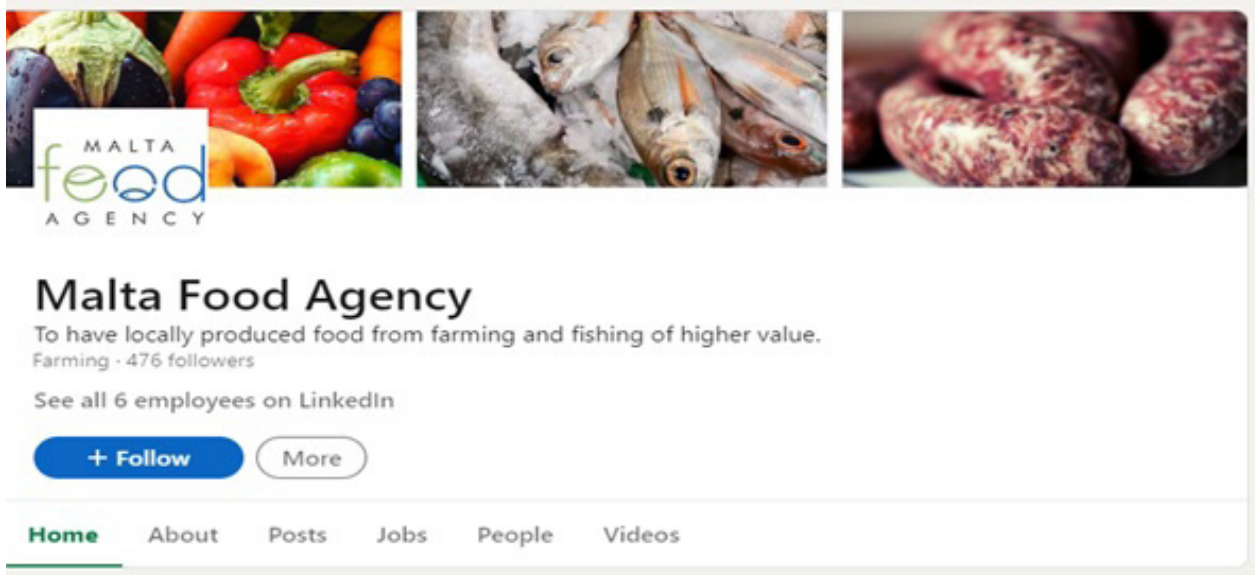 MALTA
food
AGENCY
Malta Food Agency
To have locally produced food from farming and fishing of higher value.
Farming · 476 followers
See all 6 employees on LinkedIn
+ Follow More
Home About Posts Jobs People Videos